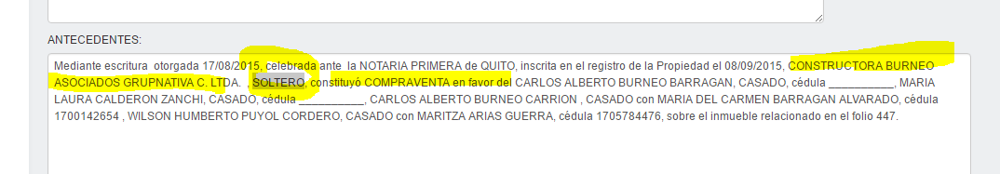 ANTECEDENTES:
Mediante escritura otorgada 17/08/2015, celebrada ante la NOTARIA PRIMERA de QUITO, inscrita en el registro de la Propiedad el 08/09/2015, CONSTRUCTORA BURNEO
ASOCIADOS GRUPNATIVA C. LTDA. , SOLTERO, constituyó COMPRAVENTA en favor del CARLOS ALBERTO BURNEO BARRAGAN, CASADO, cédula __________, MARIA
LAURA CALDERON ZANCHI, CASADO, cédula __________, CARLOS ALBERTO BURNEO CARRION , CASADO con MARIA DEL CARMEN BARRAGAN ALVARADO, cédula
1700142654 , WILSON HUMBERTO PUYOL CORDERO, CASADO con MARITZA ARIAS GUERRA, cédula 1705784476, sobre el inmueble relacionado en el folio 447.